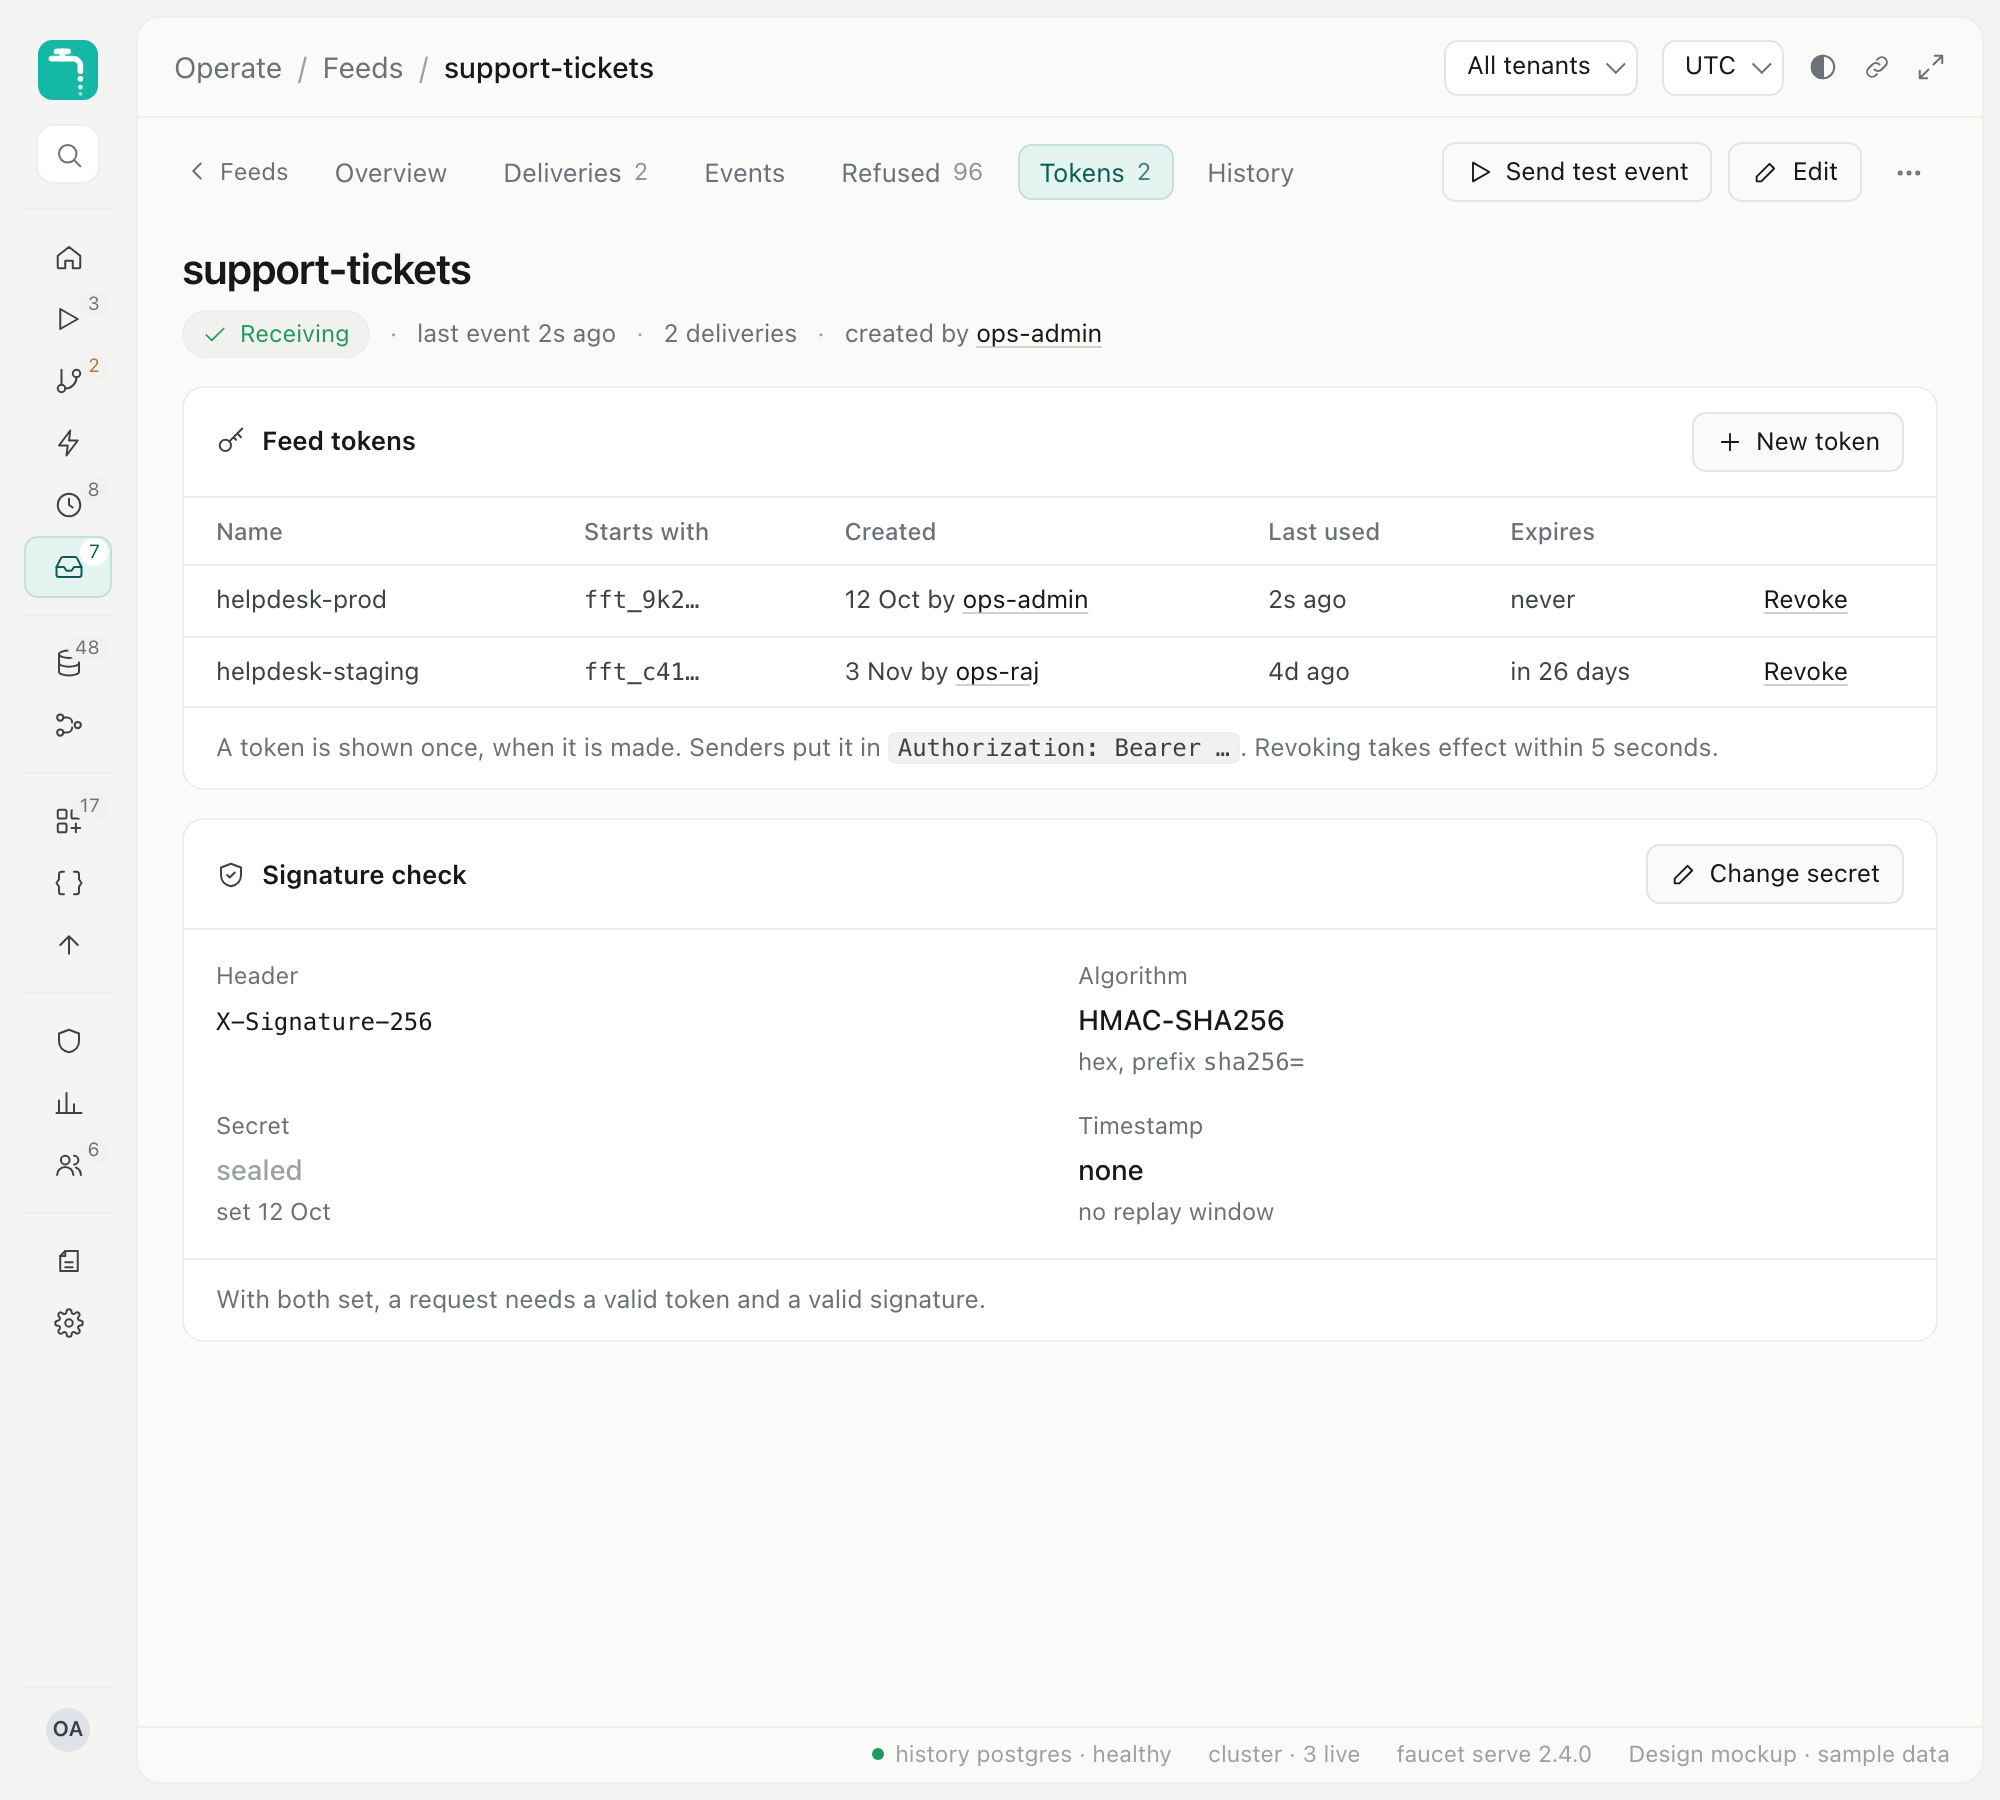 Operate / Feeds / support-tickets
All tenants
UTC
Feeds
Overview
Deliveries 2
Events
Refused 96
Tokens 2
History
Send test event
Edit
support-tickets
Receiving · last event 2s ago · 2 deliveries · created by ops-admin
3
2
8
7
48
17
6
OA
Feed tokens
New token
Name Starts with Created Last used Expires
helpdesk-prod fft_9k2… 12 Oct by ops-admin 2s ago never Revoke
helpdesk-staging fft_c41… 3 Nov by ops-raj 4d ago in 26 days Revoke
A token is shown once, when it is made. Senders put it in Authorization: Bearer … . Revoking takes effect within 5 seconds.
Signature check
Change secret
Header
X-Signature-256
Algorithm
HMAC-SHA256
hex, prefix sha256=
Secret
sealed
set 12 Oct
Timestamp
none
no replay window
With both set, a request needs a valid token and a valid signature.
history postgres · healthy
cluster · 3 live
faucet serve 2.4.0
Design mockup · sample data